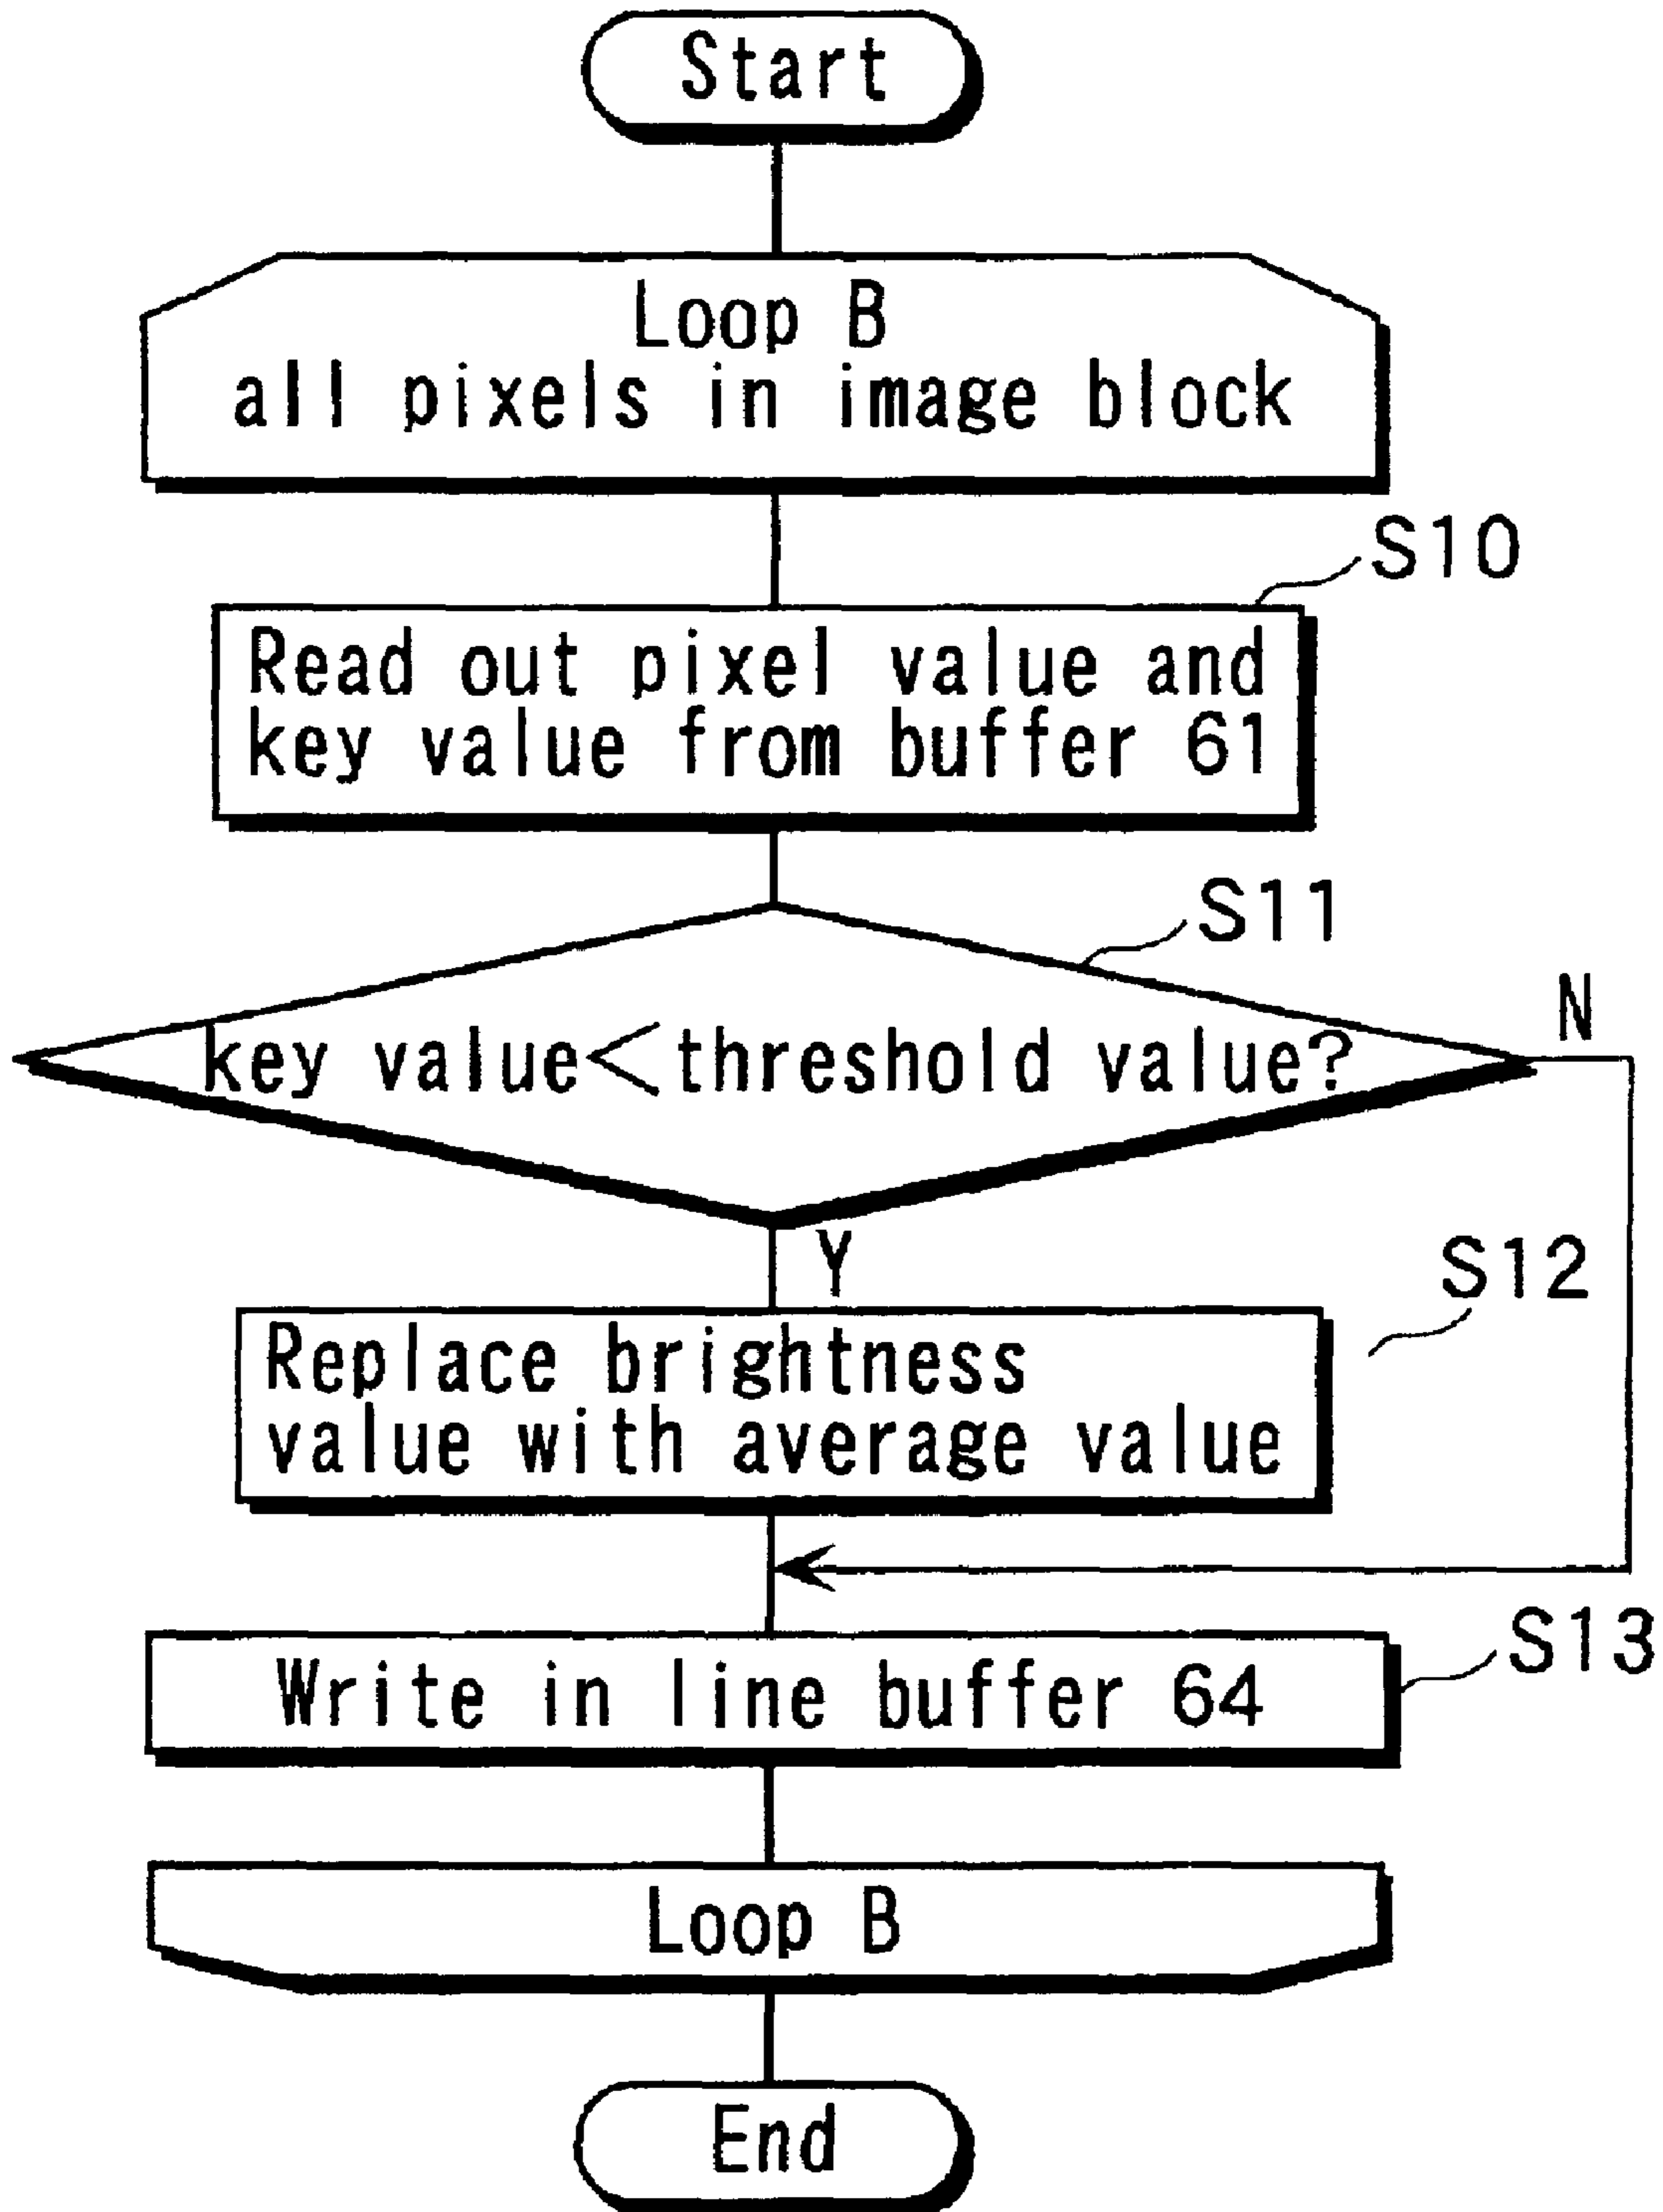 Start
Loop B
all pixels in image block
S10
Read out pixel value and
key value from buffer 61
S11
key value<threshold value?
N
Y
S12
Replace brightness
value with average value
S13
Write in line buffer 64
Loop B
End